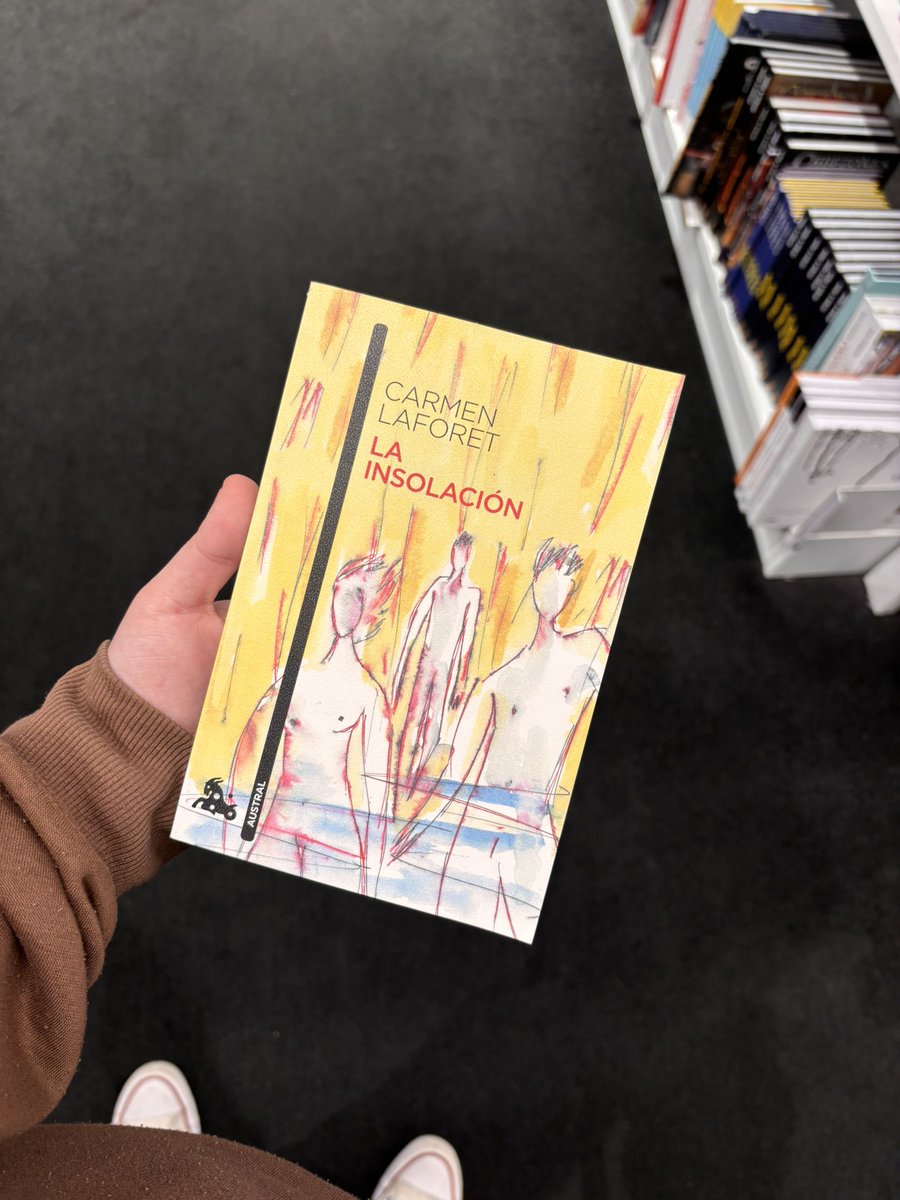 CARMEN
LAFORET
LA
INSOLACIÓN
AUSTRAL